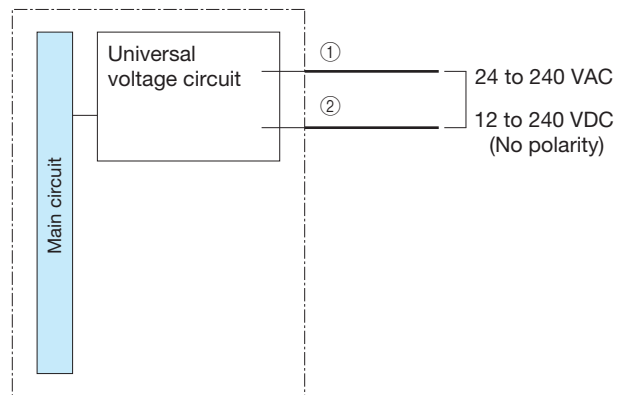 Universal
voltage circuit
①
②
24 to 240 VAC
12 to 240 VDC
(No polarity)
Main circuit